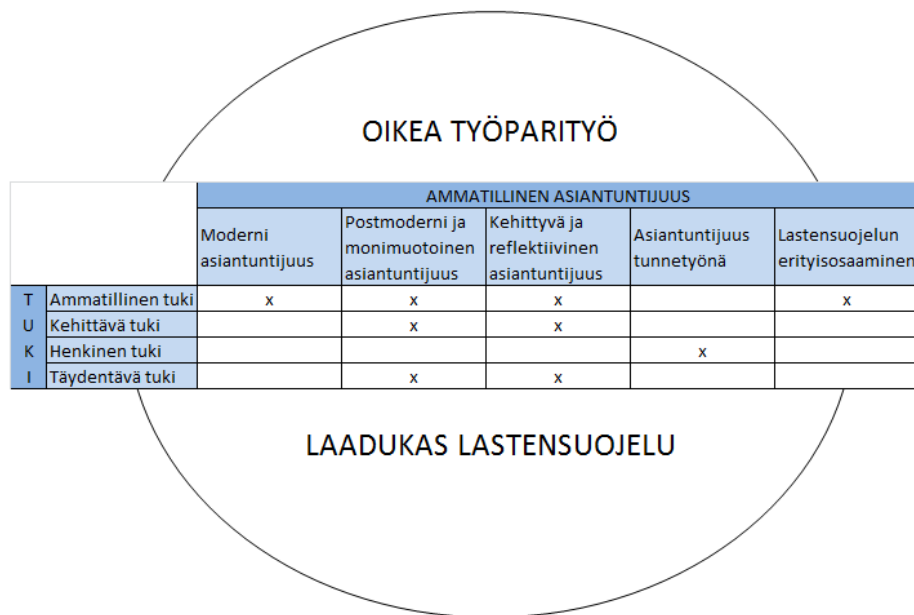 OIKEA TYÖPARITYÖ
AMMATILLINEN ASIANTUNTIJUUS
Moderni
asiantuntijuus
Postmoderni ja
monimuotoinen
asiantuntijuus
Kehittyvä ja
reflektiivinen
asiantuntijuus
Asiantuntijuus
tunnetyönä
Lastensuojelun
erityisosaaminen
T Ammatillinen tuki x x x x
U Kehittävä tuki x x
K Henkinen tuki x
I Täydentävä tuki x x
LAADUKAS LASTENSUOJELU